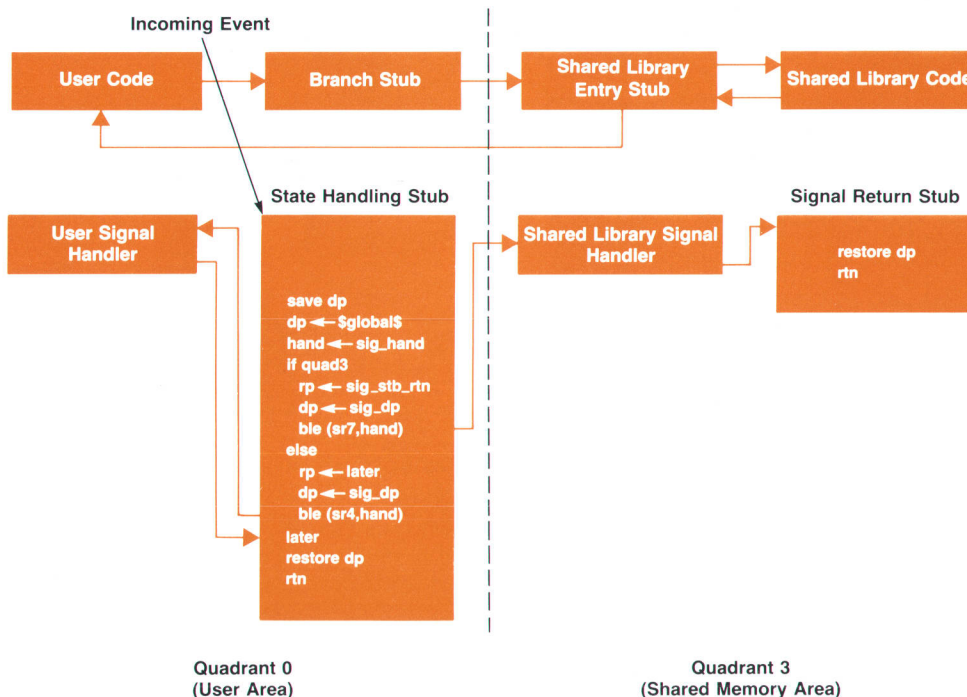 Incoming Event
User Code
Branch Stub
Shared Library
Entry Stub
Shared Library Code
State Handling Stub
Signal Return Stub
User Signal
Handler
save dp
dp ← $global$
hand ← sig_hand
if quad3
rp ← sig_stb_rtn
dp ← sig_dp
ble (sr7,hand)
else
rp ← later
dp ← sig_dp
ble (sr4,hand)
later
restore dp
rtn
Shared Library Signal
Handler
restore dp
rtn
Quadrant 0
(User Area)
Quadrant 3
(Shared Memory Area)